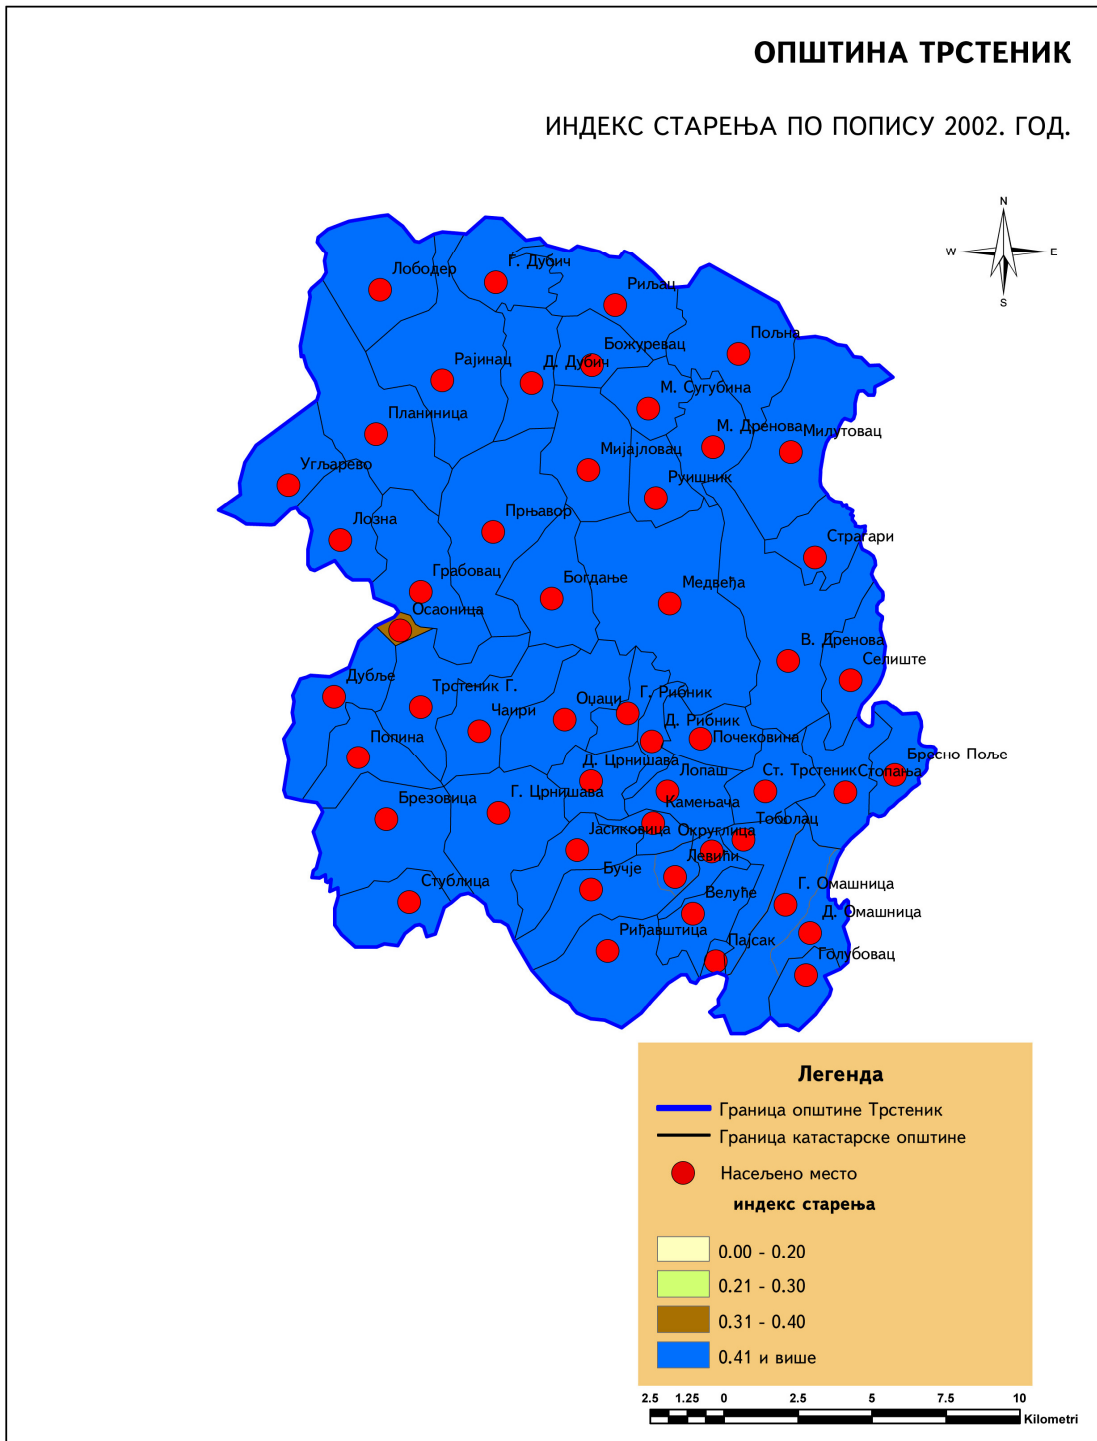 ОПШТИНА ТРСТЕНИК
ИНДЕКС СТАРЕЊА ПО ПОПИСУ 2002. ГОД.
N
W
E
S
Лободер
Г. Дубич
Риљац
Пољна
Божуревац
Рајинац
Д. Дубич
М. Сугубина
Планиница
М. Дренова
Милутовац
Мијајловац
Угљарево
Руишник
Прњавор
Лозна
Страгари
Богдање
Медвеђа
Грабовац
Осаоница
В. Дренова
Селиште
Дубље
Трстеник Г.
Оџаци
Г. Рибник
Чаири
Д. Рибник
Почековина
Попина
Бресно Поље
Д. Црнишава
Лопаш
Ст. Трстеник
Стопања
Брезовица
Г. Црнишава
Камењача
Тоболац
Јасиковица
Округлица
Левићи
Бучје
Стублица
Г. Омашница
Велуће
Д. Омашница
Риђавштица
Пајсак
Голубовац
Легенда
Граница општине Трстеник
Граница катастарске општине
Насељено место
индекс старења
0.00 - 0.20
0.21 - 0.30
0.31 - 0.40
0.41 и више
2.5 1.25 0 2.5 5 7.5 10
Kilometri